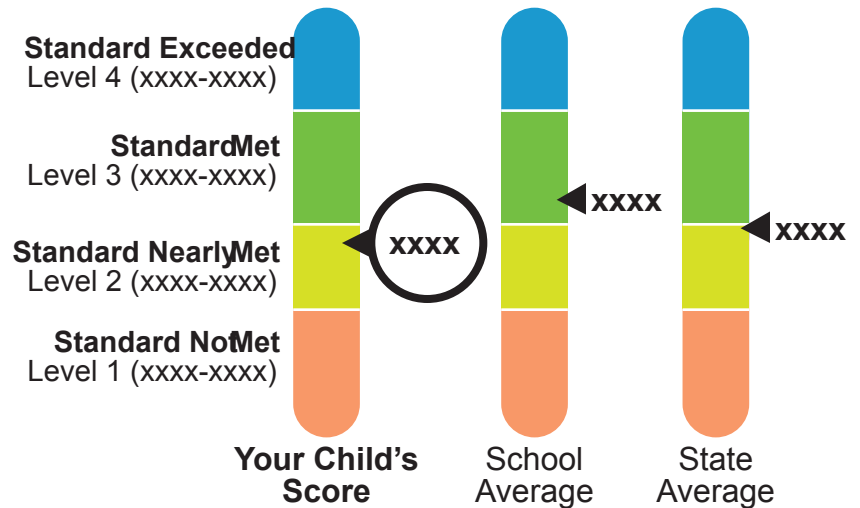 Standard Exceeded
Level 4 (xxxx-xxxx)
Standard Met
Level 3 (xxxx-xxxx)
Standard Nearly Met
Level 2 (xxxx-xxxx)
Standard Not Met
Level 1 (xxxx-xxxx)
xxxx
xxxx
xxxx
Your Child's
Score
School
Average
State
Average